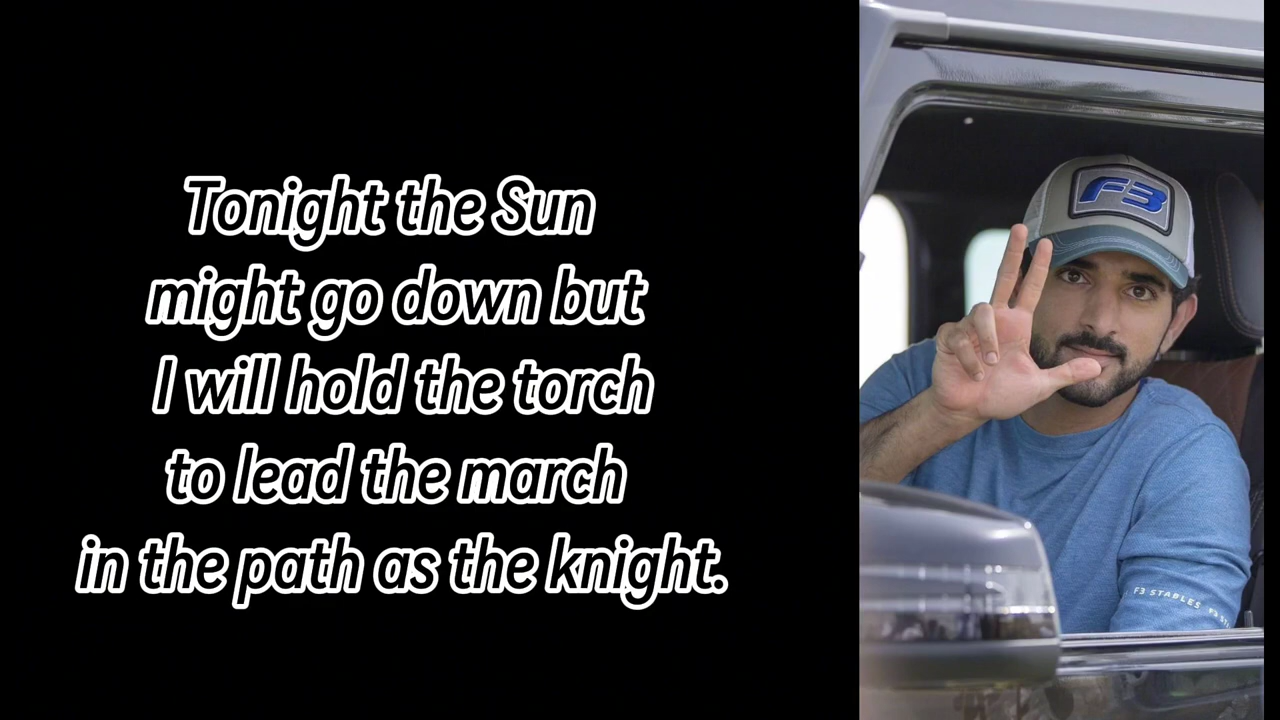 Tonight the Sun
might go down but
I will hold the torch
to lead the march
in the path as the knight.
F3
F3 STABLES